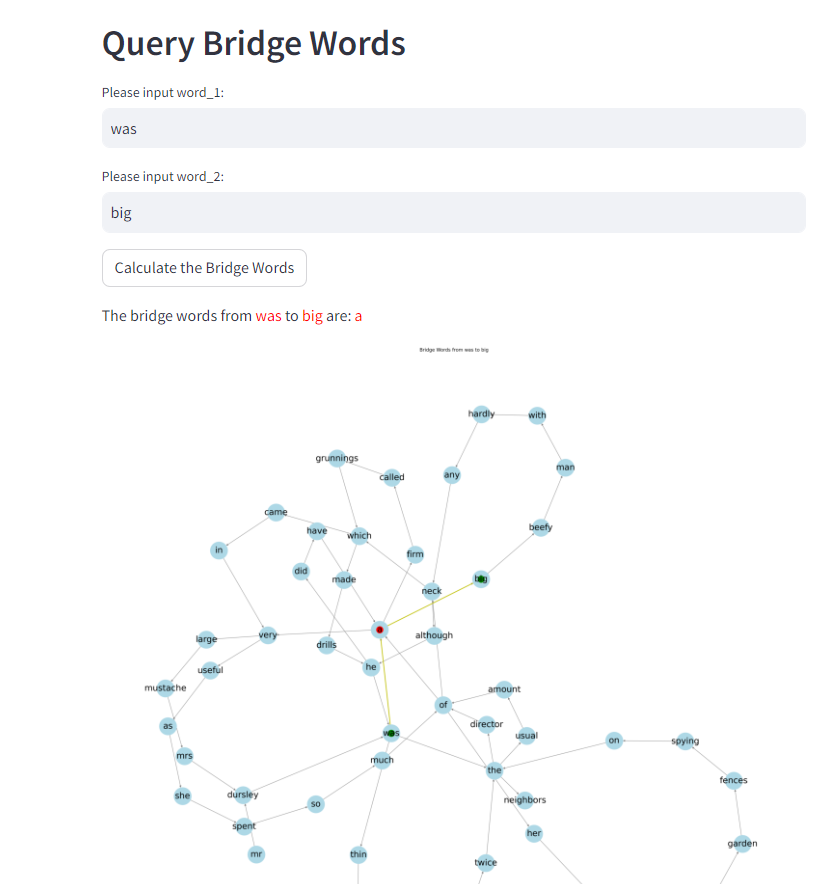 Query Bridge Words
Please input word_1:
was
Please input word_2:
big
Calculate the Bridge Words
The bridge words from was to big are: a
Bridge Words from was to big
hardly
with
grunnings
called
any
man
came
have
which
beefy
in
firm
did
made
big
neck
very
although
large
drills
he
useful
mustache
amount
of
as
director
was
usual
on
spying
much
mrs
the
fences
she
dursley
so
neighbors
spent
her
garden
mr
thin
twice